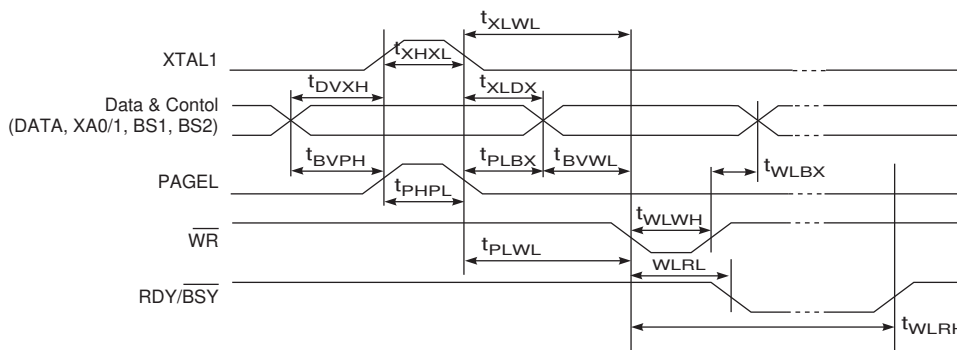 tXLWL
XTAL1
tXHXL
tDVXH
tXLDX
Data & Contol
(DATA, XA0/1, BS1, BS2)
tBVPH
tPLBX
tBVWL
tWLBX
PAGEL
tPHPL
tWLWH
WR
tPLWL
WLRL
RDY/BSY
tWLRH